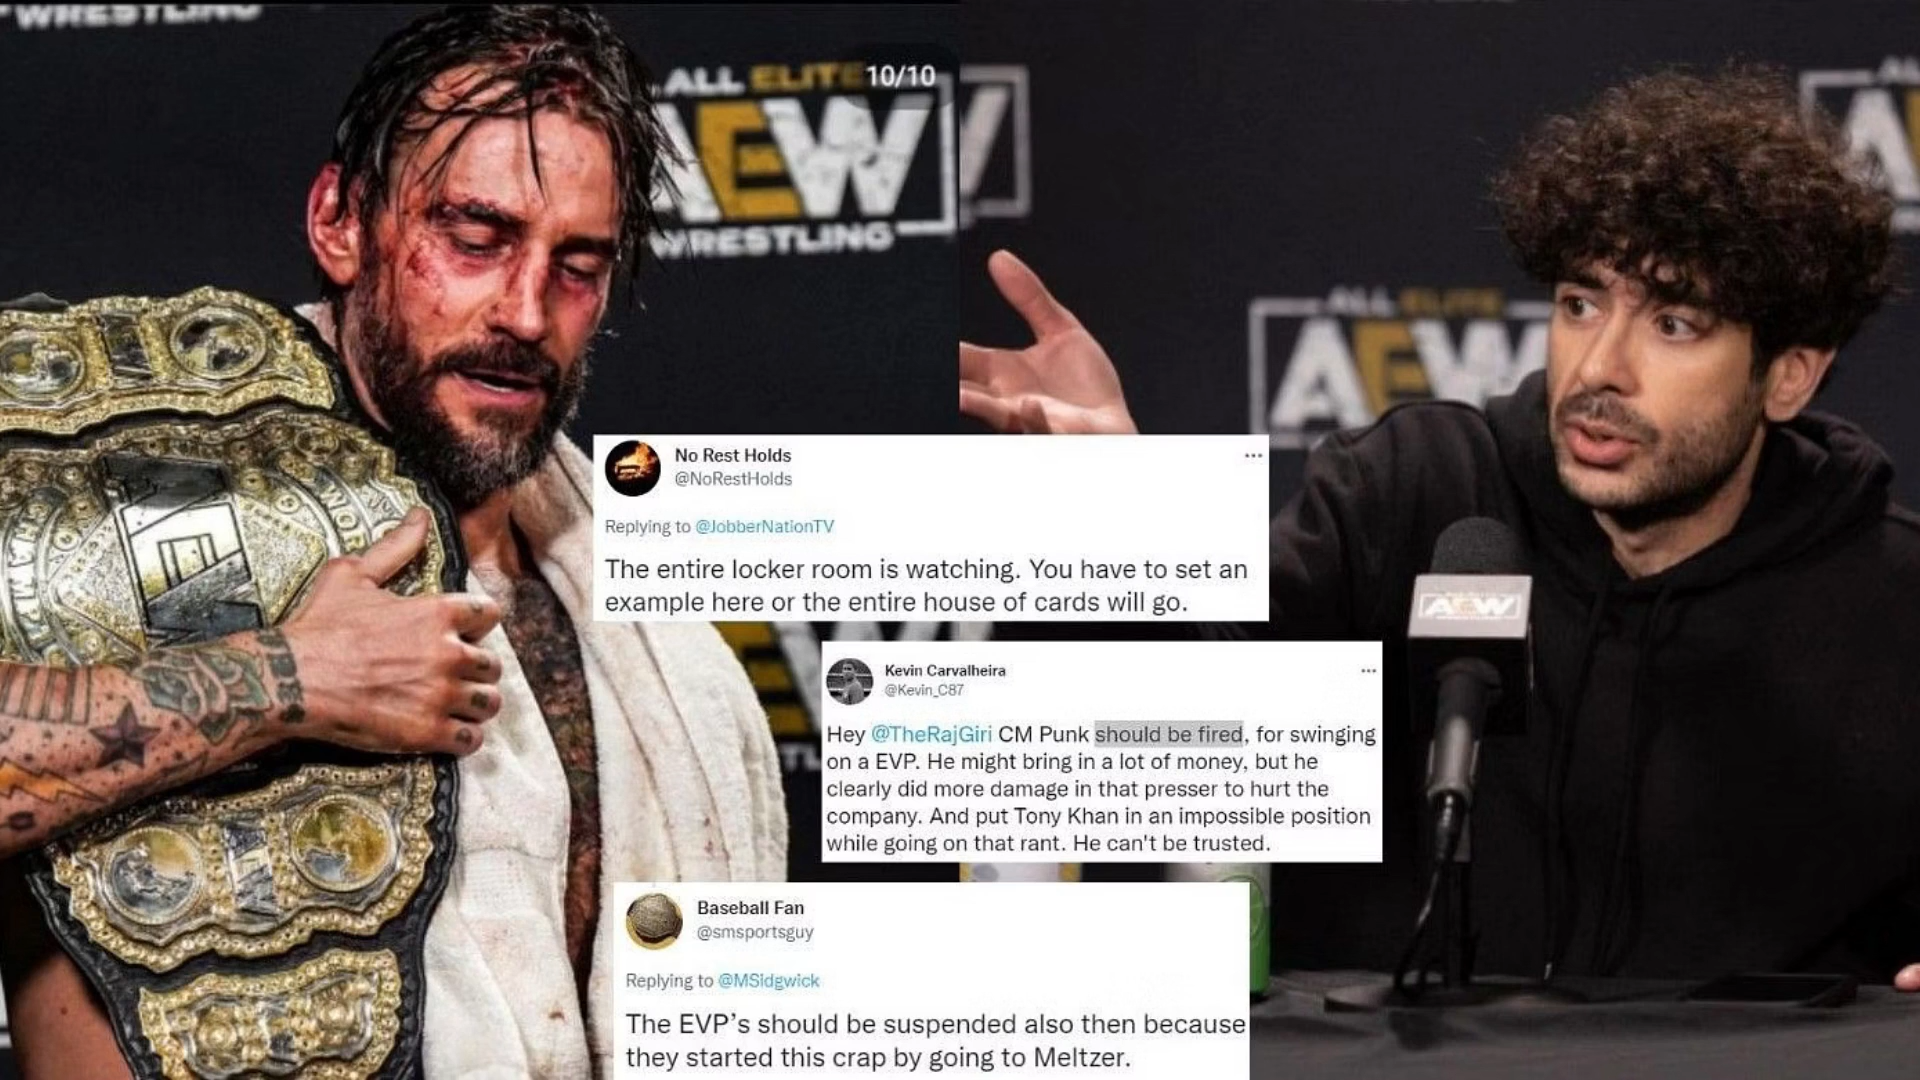 WRESTLING
10/10
ALL ELITE
AEW
WRESTLING
ALL ELITE
AEW
No Rest Holds
@NoRestHolds
Replying to @JobberNationTV
The entire locker room is watching. You have to set an
example here or the entire house of cards will go.
AEW
Kevin Carvalheira
@Kevin_C87
Hey @TheRajGiri CM Punk should be fired, for swinging
on a EVP. He might bring in a lot of money, but he
clearly did more damage in that presser to hurt the
company. And put Tony Khan in an impossible position
while going on that rant. He can't be trusted.
Baseball Fan
@smsportsguy
Replying to @MSidgwick
The EVP’s should be suspended also then because
they started this crap by going to Meltzer.